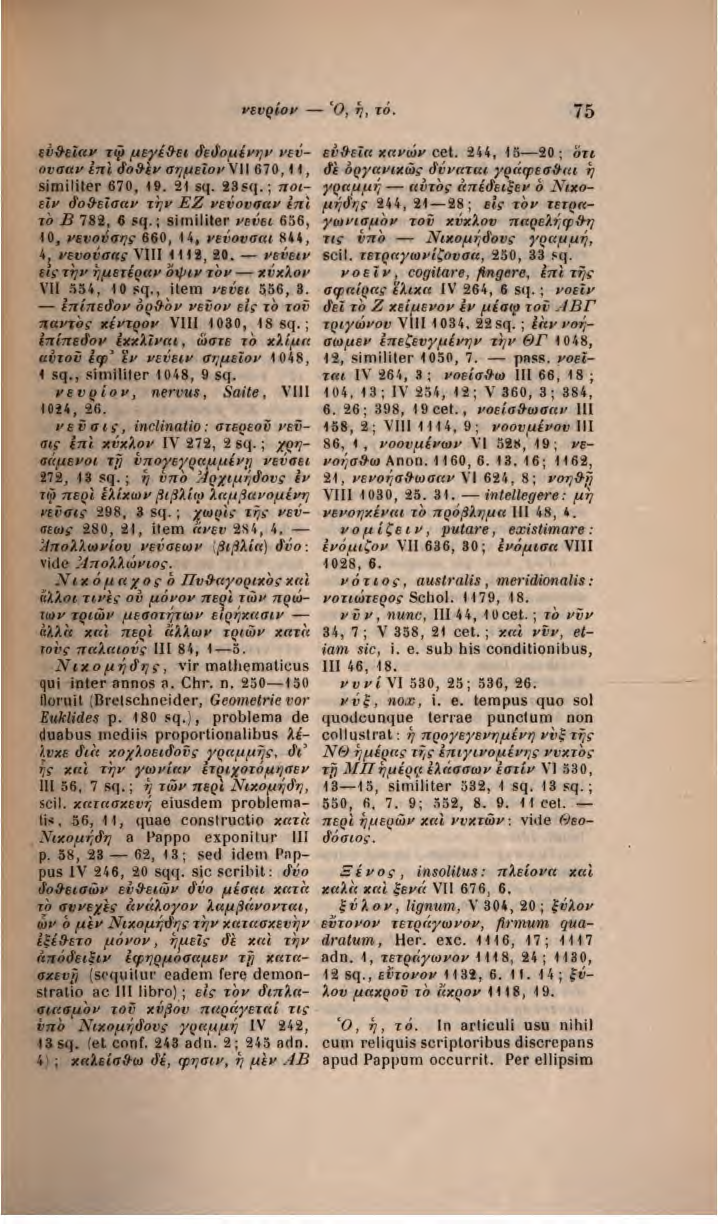 νευρίον — Ὁ, ἡ, τό. 75
εὐθεῖαν τῷ μεγέθει δεδομένην νεύ-
ουσαν ἐπὶ δοθὲν σημεῖον VII 670, 11,
similiter 670, 19. 21 sq. 23 sq.; ποι-
εῖν δοθεῖσαν τὴν ΕΖ νεύουσαν ἐπὶ
τὸ Β 782, 6 sq.; similiter νεύει 656,
10, νευούσης 660, 14, νεύουσαι 844,
4, νευούσας VIII 1112, 20. — νεύειν
εἰς τὴν ἡμετέραν ὄψιν τὸν — κύκλον
VII 554, 10 sq., item νεύει 556, 3.
— ἐπίπεδον ὀρθὸν νεῦον εἰς τὸ τοῦ
παντὸς κέντρον VIII 1030, 18 sq.;
ἐπίπεδον ἐκκλῖναι, ὥστε τὸ κλίμα
αὐτοῦ ἐφ᾽ ἓν νεύειν σημεῖον 1048,
1 sq., similiter 1048, 9 sq.
νευρίον, nervus, Saite, VIII
1024, 26.
νεῦσις, inclinatio: στερεοῦ νεῦ-
σις ἐπὶ κύκλον IV 272, 2 sq.; χρη-
σάμενοι τῇ ὑπογεγραμμένῃ νεύσει
272, 13 sq.; ἡ ὑπὸ Ἀρχιμήδους ἐν
τῷ περὶ ἑλίκων βιβλίῳ λαμβανομένη
νεῦσις 298, 3 sq.; χωρὶς τῆς νεύ-
σεως 280, 21, item ἄνευ 284, 4. —
Ἀπολλωνίου νεύσεων (βιβλία) δύο:
vide Ἀπολλώνιος.
Νικόμαχος ὁ Πυθαγορικὸς καὶ
ἄλλοι τινὲς οὐ μόνον περὶ τῶν πρώ-
των τριῶν μεσοτήτων εἰρήκασιν —
ἀλλὰ καὶ περὶ ἄλλων τριῶν κατὰ
τοὺς παλαιούς III 84, 1—5.
Νικομήδης, vir mathematicus
qui inter annos a. Chr. n. 250—150
floruit (Bretschneider, Geometrie vor
Euklides p. 180 sq.), problema de
duabus mediis proportionalibus λέ-
λυκε διὰ κοχλοειδοῦς γραμμῆς, δι᾽
ἧς καὶ τὴν γωνίαν ἐτριχοτόμησεν
III 56, 7 sq.; ἡ τῶν περὶ Νικομήδη,
scil. κατασκευή eiusdem problema-
tis, 56, 11, quae constructio κατὰ
Νικομήδη a Pappo exponitur III
p. 58, 23 — 62, 13; sed idem Pap-
pus IV 246, 20 sqq. sic scribit: δύο
δοθεισῶν εὐθειῶν δύο μέσαι κατὰ
τὸ συνεχὲς ἀνάλογον λαμβάνονται,
ὧν ὁ μὲν Νικομήδης τὴν κατασκευὴν
ἐξέθετο μόνον, ἡμεῖς δὲ καὶ τὴν
ἀπόδειξιν ἐφηρμόσαμεν τῇ κατα-
σκευῇ (sequitur eadem fere demon-
stratio ac III libro); εἰς τὸν διπλα-
σιασμὸν τοῦ κύβου παράγεταί τις
ὑπὸ Νικομήδους γραμμή IV 242,
13 sq. (et conf. 243 adn. 2; 245 adn.
4); καλείσθω δέ, φησιν, ἡ μὲν ΑΒ
εὐθεῖα κανών cet. 244, 15—20; ὅτι
δὲ ὀργανικῶς δύναται γράφεσθαι ἡ
γραμμή — αὐτὸς ἀπέδειξεν ὁ Νικο-
μήδης 244, 21—28; εἰς τὸν τετρα-
γωνισμὸν τοῦ κύκλου παρελήφθη
τις ὑπὸ — Νικομήδους γραμμή,
scil. τετραγωνίζουσα, 250, 33 sq.
νοεῖν, cogitare, fingere, ἐπὶ τῆς
σφαίρας ἕλικα IV 264, 6 sq.; νοεῖν
δεῖ τὸ Ζ κείμενον ἐν μέσῳ τοῦ ΑΒΓ
τριγώνου VIII 1034, 22 sq.; ἐὰν νοή-
σωμεν ἐπεζευγμένην τὴν ΘΓ 1048,
12, similiter 1050, 7. — pass. νοεῖ-
ται IV 264, 3; νοείσθω III 66, 18;
104, 13; IV 254, 12; V 360, 3; 384,
6. 26; 398, 19 cet., νοείσθωσαν III
158, 2; VIII 1114, 9; νοουμένου III
86, 1, νοουμένων VI 528, 19; νε-
νοήσθω Anon. 1160, 6. 13. 16; 1162,
21, νενοήσθωσαν VI 624, 8; νοηθῇ
VIII 1030, 25. 31. — intellegere: μὴ
νενοηκέναι τὸ πρόβλημα III 48, 4.
νομίζειν, putare, existimare:
ἐνόμιζον VII 636, 30; ἐνόμισα VIII
1028, 6.
νότιος, australis, meridionalis:
νοτιώτερος Schol. 1179, 18.
νῦν, nunc, III 44, 10 cet.; τὸ νῦν
34, 7; V 358, 21 cet.; καὶ νῦν, et-
iam sic, i. e. sub his conditionibus,
III 46, 18.
νυνί VI 530, 25; 536, 26.
νύξ, nox, i. e. tempus quo sol
quodcunque terrae punctum non
collustrat: ἡ προγεγενημένη νὺξ τῆς
ΝΘ ἡμέρας τῆς ἐπιγινομένης νυκτὸς
τῇ ΜΠ ἡμέρᾳ ἐλάσσων ἐστίν VI 530,
13—15, similiter 532, 1 sq. 13 sq.;
550, 6. 7. 9; 552, 8. 9. 11 cet. —
περὶ ἡμερῶν καὶ νυκτῶν: vide Θεο-
δόσιος.
Ξένος, insolitus: πλείονα καὶ
καλὰ καὶ ξενά VII 676, 6.
ξύλον, lignum, V 304, 20; ξύλον
εὔτονον τετράγωνον, firmum qua-
dratum, Her. exc. 1116, 17; 1117
adn. 1, τετράγωνον 1118, 24; 1130,
12 sq., εὔτονον 1132, 6. 11. 14; ξύ-
λου μακροῦ τὸ ἄκρον 1118, 19.
Ὁ, ἡ, τό. In articuli usu nihil
cum reliquis scriptoribus discrepans
apud Pappum occurrit. Per ellipsim